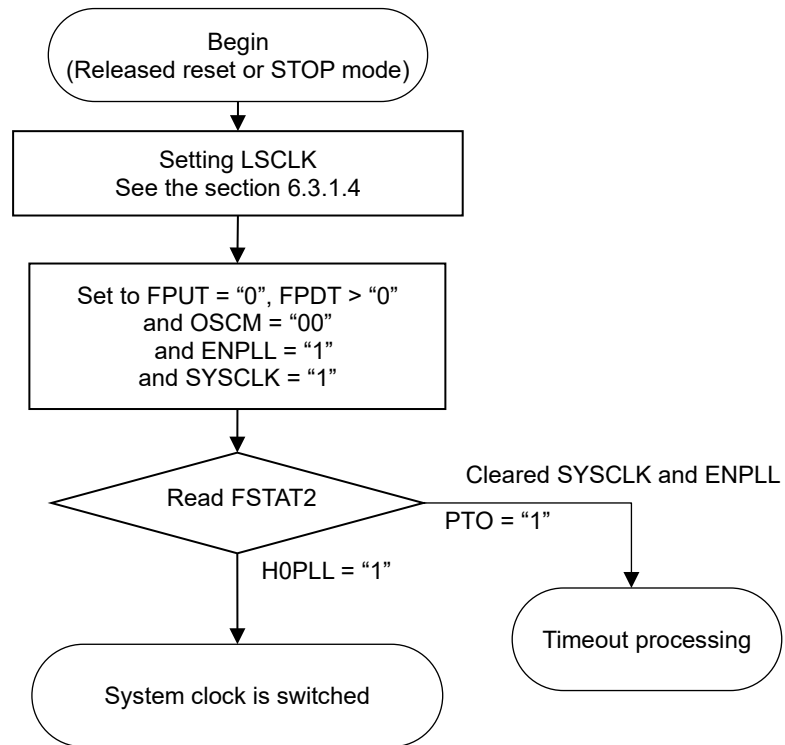 Begin
(Released reset or STOP mode)
Setting LSCLK
See the section 6.3.1.4
Set to FPUT = “0”, FPDT > “0”
and OSCM = “00”
and ENPLL = “1”
and SYSCLK = “1”
Read FSTAT2
Cleared SYSCLK and ENPLL
PTO = “1”
H0PLL = “1”
Timeout processing
System clock is switched